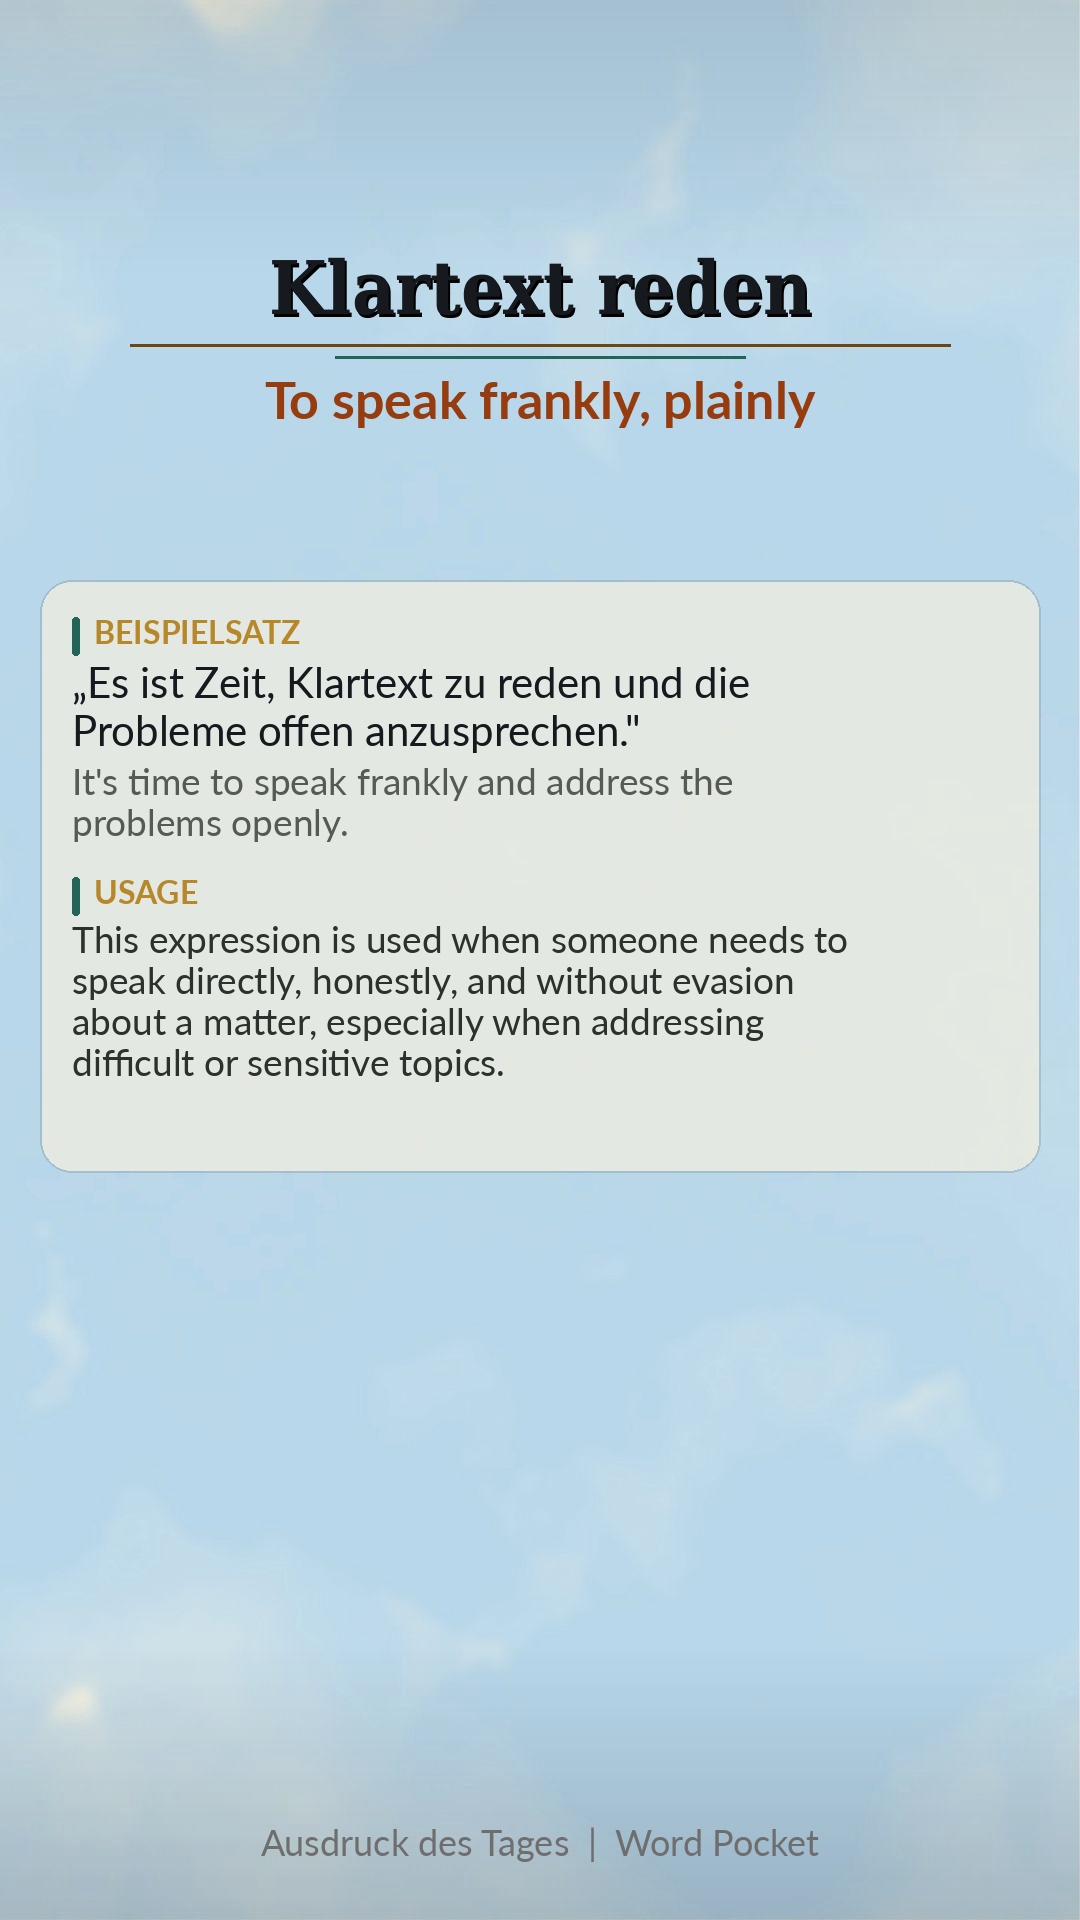 Klartext reden
To speak frankly, plainly
BEISPIELSATZ
„Es ist Zeit, Klartext zu reden und die
Probleme offen anzusprechen."
It's time to speak frankly and address the
problems openly.
USAGE
This expression is used when someone needs to
speak directly, honestly, and without evasion
about a matter, especially when addressing
difficult or sensitive topics.
Ausdruck des Tages | Word Pocket